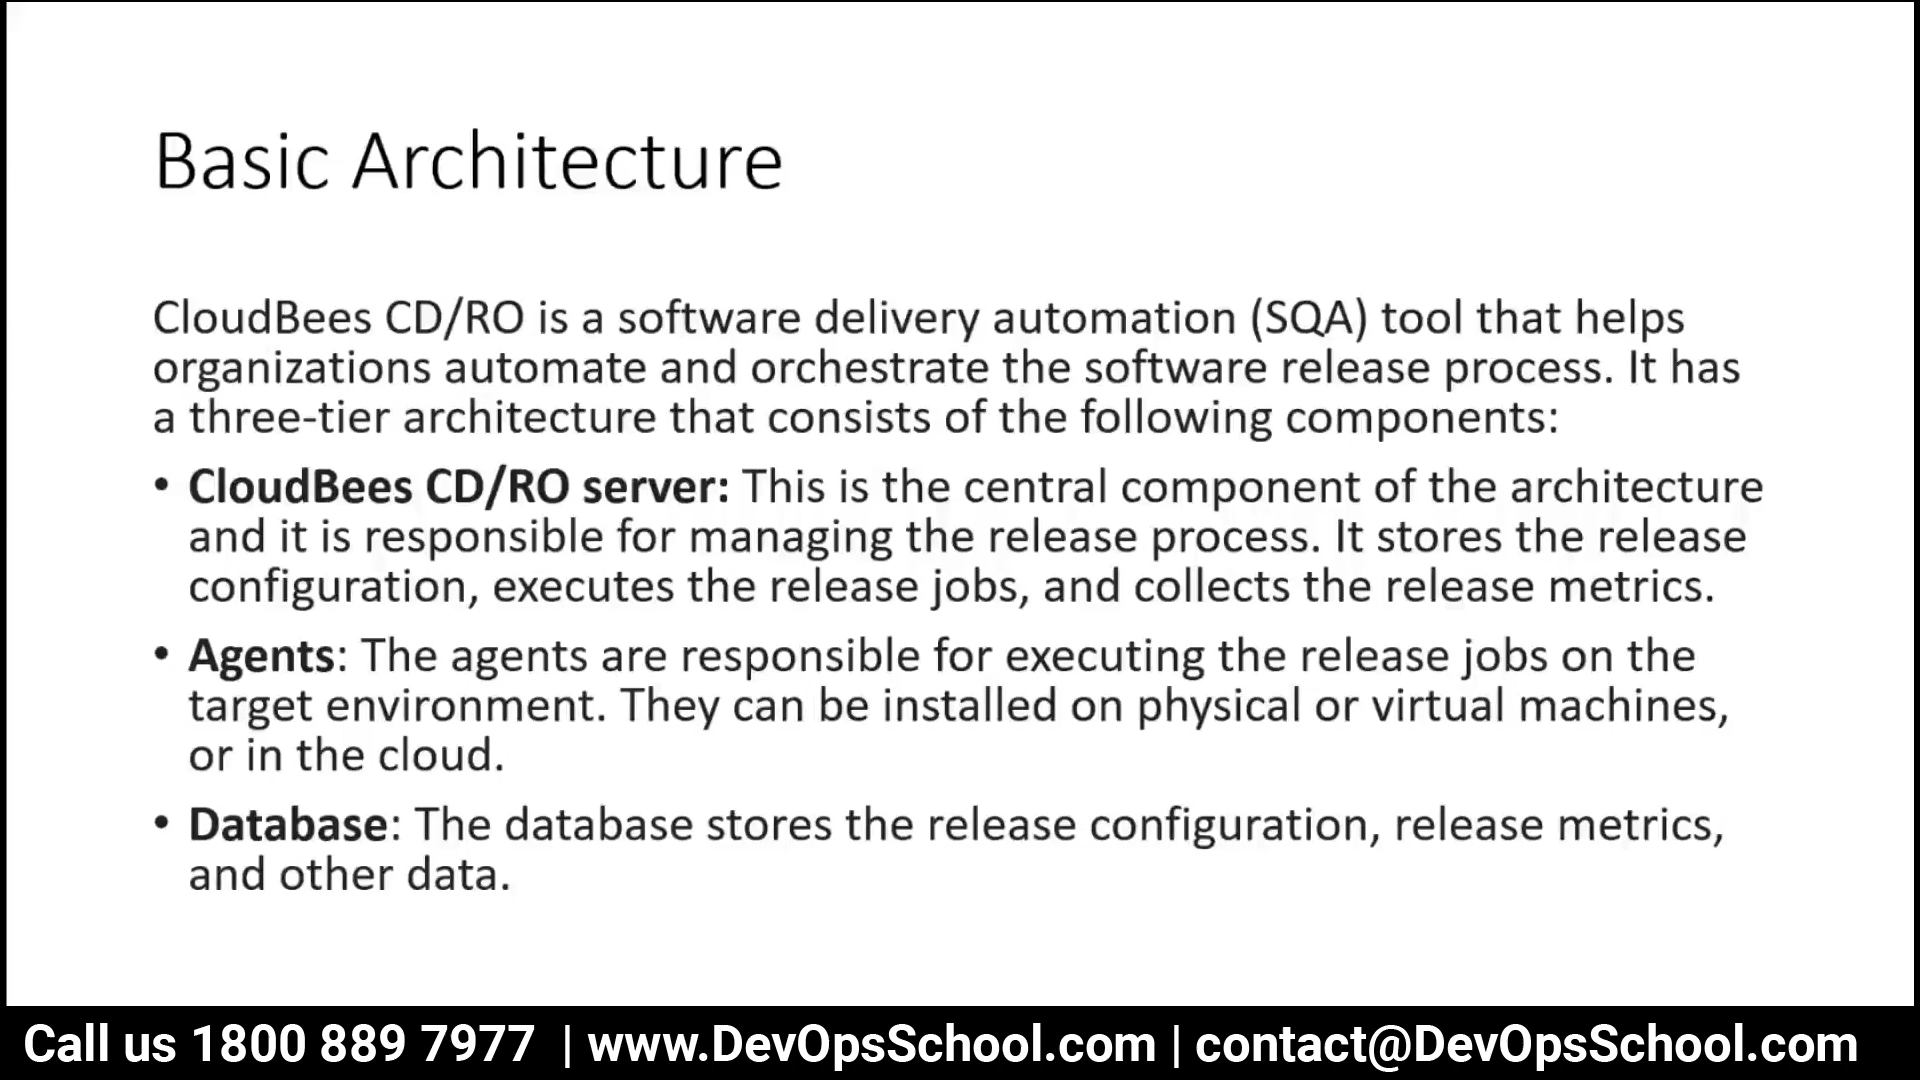 Basic Architecture
CloudBees CD/RO is a software delivery automation (SQA) tool that helps
organizations automate and orchestrate the software release process. It has
a three-tier architecture that consists of the following components:
• CloudBees CD/RO server: This is the central component of the architecture
and it is responsible for managing the release process. It stores the release
configuration, executes the release jobs, and collects the release metrics.
• Agents: The agents are responsible for executing the release jobs on the
target environment. They can be installed on physical or virtual machines,
or in the cloud.
• Database: The database stores the release configuration, release metrics,
and other data.
Call us 1800 889 7977 | www.DevOpsSchool.com | contact@DevOpsSchool.com